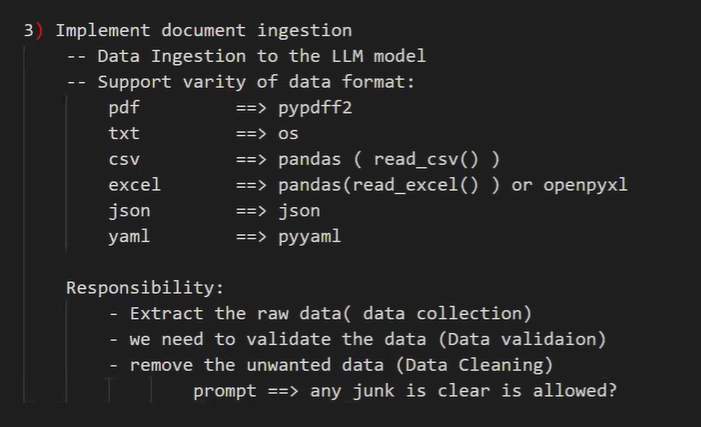 3) Implement document ingestion
-- Data Ingestion to the LLM model
-- Support varity of data format:
pdf ==> pypdff2
txt ==> os
csv ==> pandas ( read_csv() )
excel ==> pandas(read_excel() ) or openpyxl
json ==> json
yaml ==> pyyaml
Responsibility:
- Extract the raw data( data collection)
- we need to validate the data (Data validaion)
- remove the unwanted data (Data Cleaning)
prompt ==> any junk is clear is allowed?